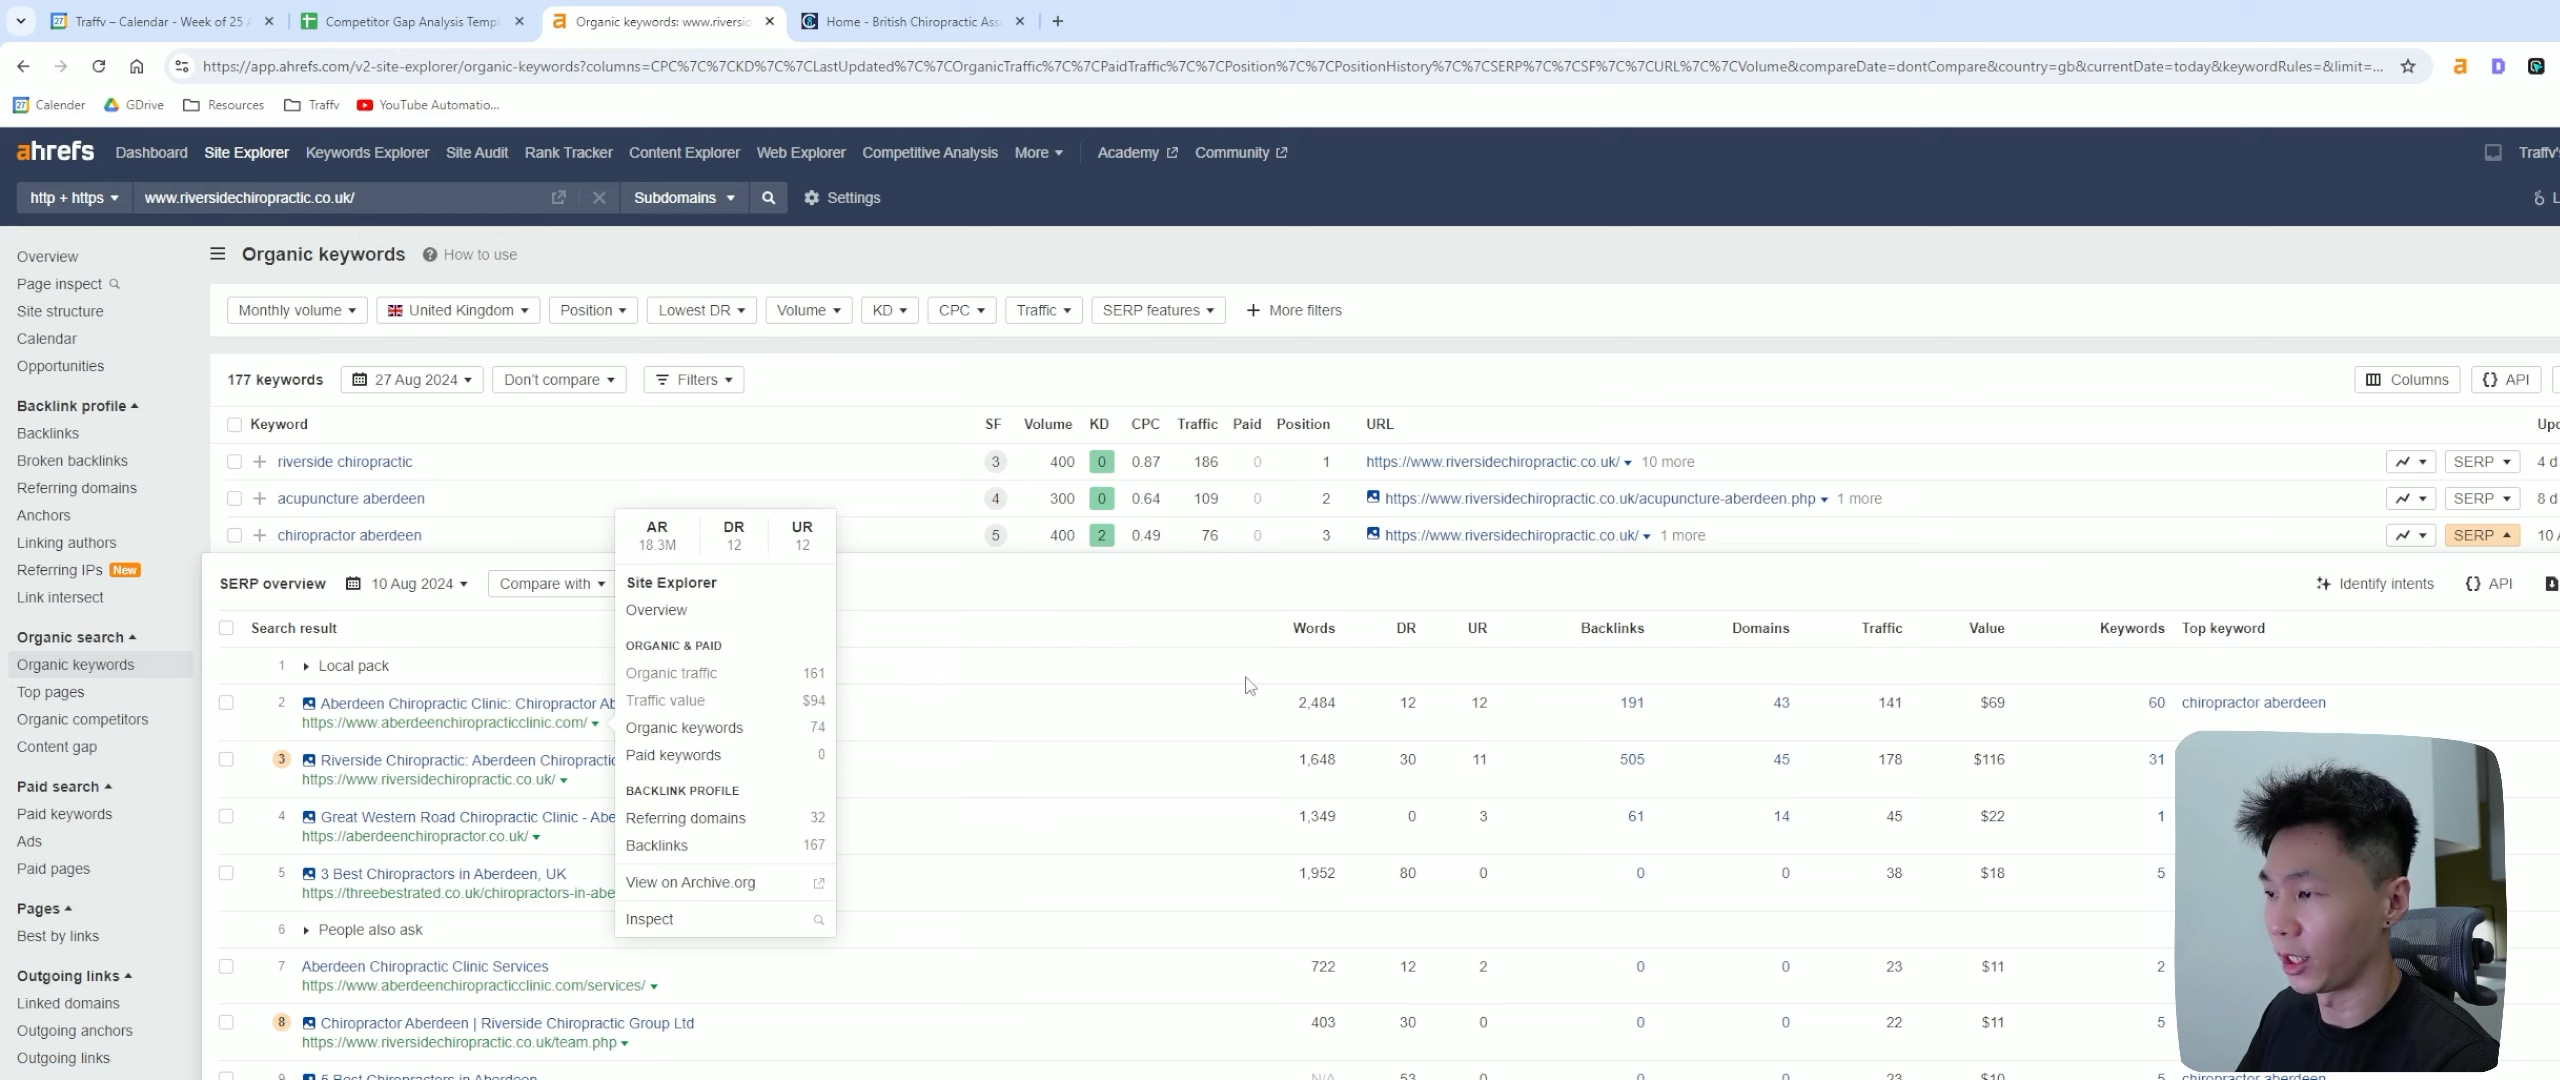 Traffv – Calendar - Week of 25 A
Competitor Gap Analysis Templ
Organic keywords: www.riversid
Home - British Chiropractic Ass
https://app.ahrefs.com/v2-site-explorer/organic-keywords?columns=CPC%7C%7CKD%7C%7CLastUpdated%7C%7COrganicTraffic%7C%7CPaidTraffic%7C%7CPosition%7C%7CPositionHistory%7C%7CSERP%7C%7CSF%7C%7CURL%7C%7CVolume&compareDate=dontCompare&country=gb&currentDate=today&keywordRules=&limit=...
Calender GDrive Resources Traffv YouTube Automatio...
ahrefs Dashboard Site Explorer Keywords Explorer Site Audit Rank Tracker Content Explorer Web Explorer Competitive Analysis More Academy Community Traffv's
http + https www.riversidechiropractic.co.uk/ Subdomains Settings
Overview
Page inspect
Site structure
Calendar
Opportunities
Backlink profile
Backlinks
Broken backlinks
Referring domains
Anchors
Linking authors
Referring IPs New
Link intersect
Organic search
Organic keywords
Top pages
Organic competitors
Content gap
Paid search
Paid keywords
Ads
Paid pages
Pages
Best by links
Outgoing links
Linked domains
Outgoing anchors
Outgoing links
Organic keywords How to use
Monthly volume United Kingdom Position Lowest DR Volume KD CPC Traffic SERP features + More filters
177 keywords 27 Aug 2024 Don't compare Filters Columns {} API
Keyword SF Volume KD CPC Traffic Paid Position URL
+ riverside chiropractic 3 400 0 0.87 186 0 1 https://www.riversidechiropractic.co.uk/ 10 more SERP 4 d
+ acupuncture aberdeen 4 300 0 0.64 109 0 2 https://www.riversidechiropractic.co.uk/acupuncture-aberdeen.php 1 more SERP 8 d
+ chiropractor aberdeen 5 400 2 0.49 76 0 3 https://www.riversidechiropractic.co.uk/ 1 more SERP 10 A
AR DR UR
18.3M 12 12
Site Explorer
Overview
ORGANIC & PAID
Organic traffic 161
Traffic value $94
Organic keywords 74
Paid keywords 0
BACKLINK PROFILE
Referring domains 32
Backlinks 167
View on Archive.org
Inspect
SERP overview 10 Aug 2024 Compare with Identify intents {} API
Search result Words DR UR Backlinks Domains Traffic Value Keywords Top keyword
1 Local pack
2 Aberdeen Chiropractic Clinic: Chiropractor Ab 2,484 12 12 191 43 141 $69 60 chiropractor aberdeen
https://www.aberdeenchiropracticclinic.com/
3 Riverside Chiropractic: Aberdeen Chiropractic 1,648 30 11 505 45 178 $116 31
https://www.riversidechiropractic.co.uk/
4 Great Western Road Chiropractic Clinic - Abe 1,349 0 3 61 14 45 $22 1
https://aberdeenchiropractor.co.uk/
5 3 Best Chiropractors in Aberdeen, UK 1,952 80 0 0 0 38 $18 5
https://threebestrated.co.uk/chiropractors-in-abe
6 People also ask
7 Aberdeen Chiropractic Clinic Services 722 12 2 0 0 23 $11 2
https://www.aberdeenchiropracticclinic.com/services/
8 Chiropractor Aberdeen | Riverside Chiropractic Group Ltd 403 30 0 0 0 22 $11 5
https://www.riversidechiropractic.co.uk/team.php
9 5 Best Chiropractors in Aberdeen N/A 53 0 0 0 23 $10 5 chiropractor aberdeen